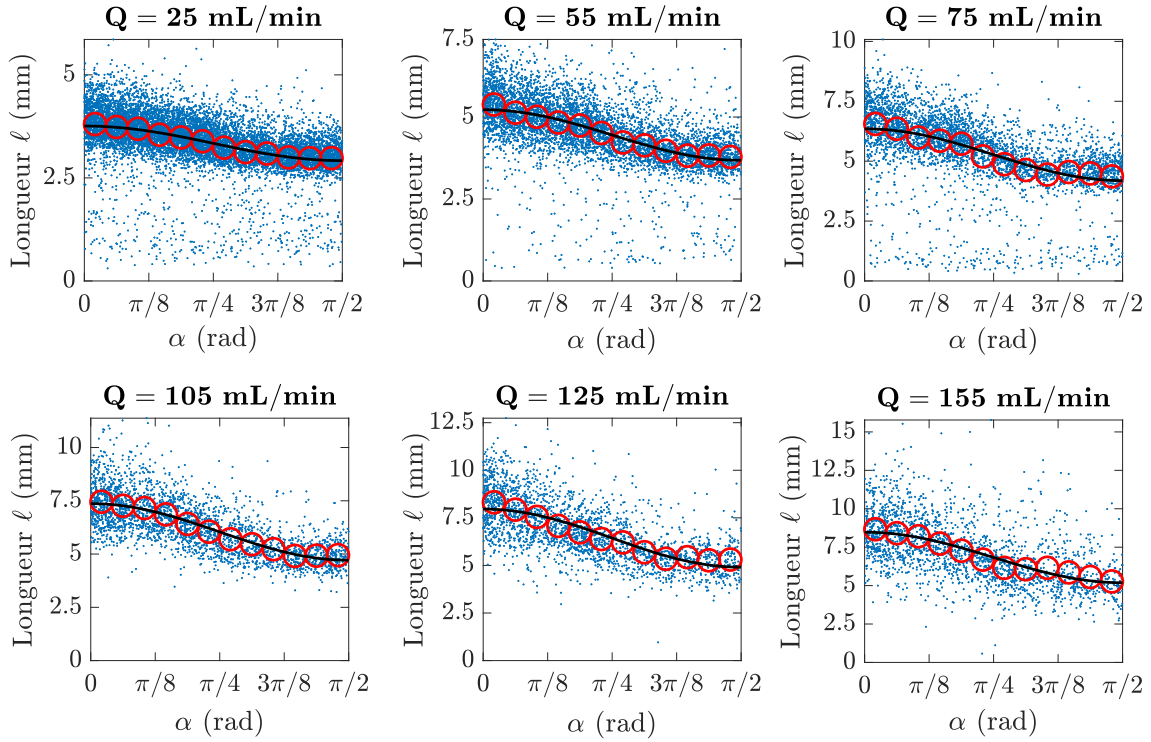 Q = 25 mL/min
Longueur ℓ (mm)
5
2.5
0
0 π/8 π/4 3π/8 π/2
α (rad)
Q = 55 mL/min
Longueur ℓ (mm)
7.5
5
2.5
0
0 π/8 π/4 3π/8 π/2
α (rad)
Q = 75 mL/min
Longueur ℓ (mm)
10
7.5
5
2.5
0
0 π/8 π/4 3π/8 π/2
α (rad)
Q = 105 mL/min
Longueur ℓ (mm)
10
7.5
5
2.5
0
0 π/8 π/4 3π/8 π/2
α (rad)
Q = 125 mL/min
Longueur ℓ (mm)
12.5
10
7.5
5
2.5
0
0 π/8 π/4 3π/8 π/2
α (rad)
Q = 155 mL/min
Longueur ℓ (mm)
15
12.5
10
7.5
5
2.5
0
0 π/8 π/4 3π/8 π/2
α (rad)